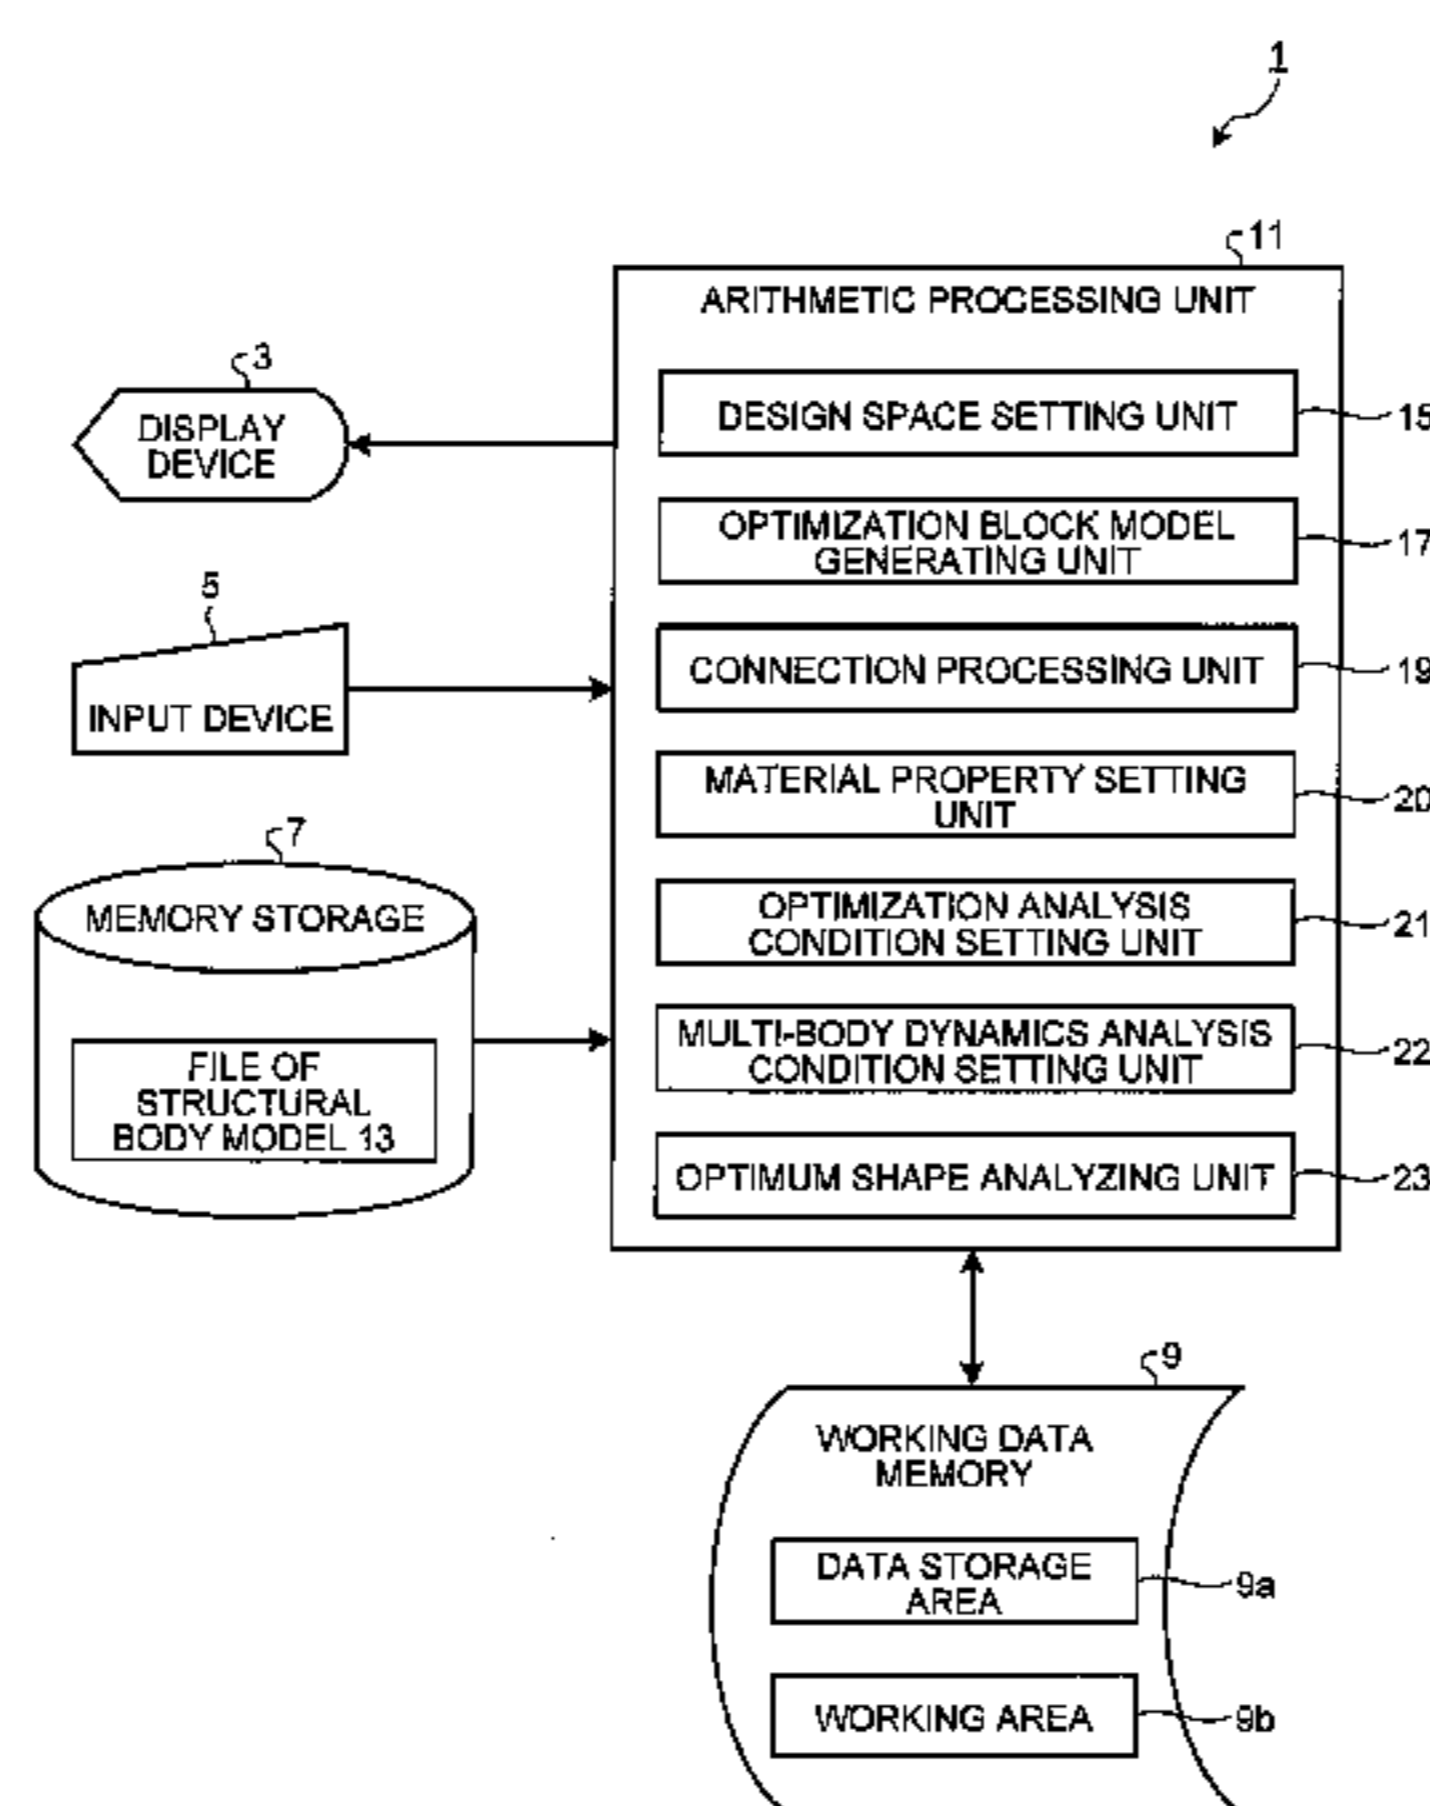 1
11
ARITHMETIC PROCESSING UNIT
3
DISPLAY
DEVICE
DESIGN SPACE SETTING UNIT
15
OPTIMIZATION BLOCK MODEL
GENERATING UNIT
17
5
INPUT DEVICE
CONNECTION PROCESSING UNIT
19
MATERIAL PROPERTY SETTING
UNIT
20
7
MEMORY STORAGE
FILE OF
STRUCTURAL
BODY MODEL 13
OPTIMIZATION ANALYSIS
CONDITION SETTING UNIT
21
MULTI-BODY DYNAMICS ANALYSIS
CONDITION SETTING UNIT
22
OPTIMUM SHAPE ANALYZING UNIT
23
9
WORKING DATA
MEMORY
DATA STORAGE
AREA
9a
WORKING AREA
9b